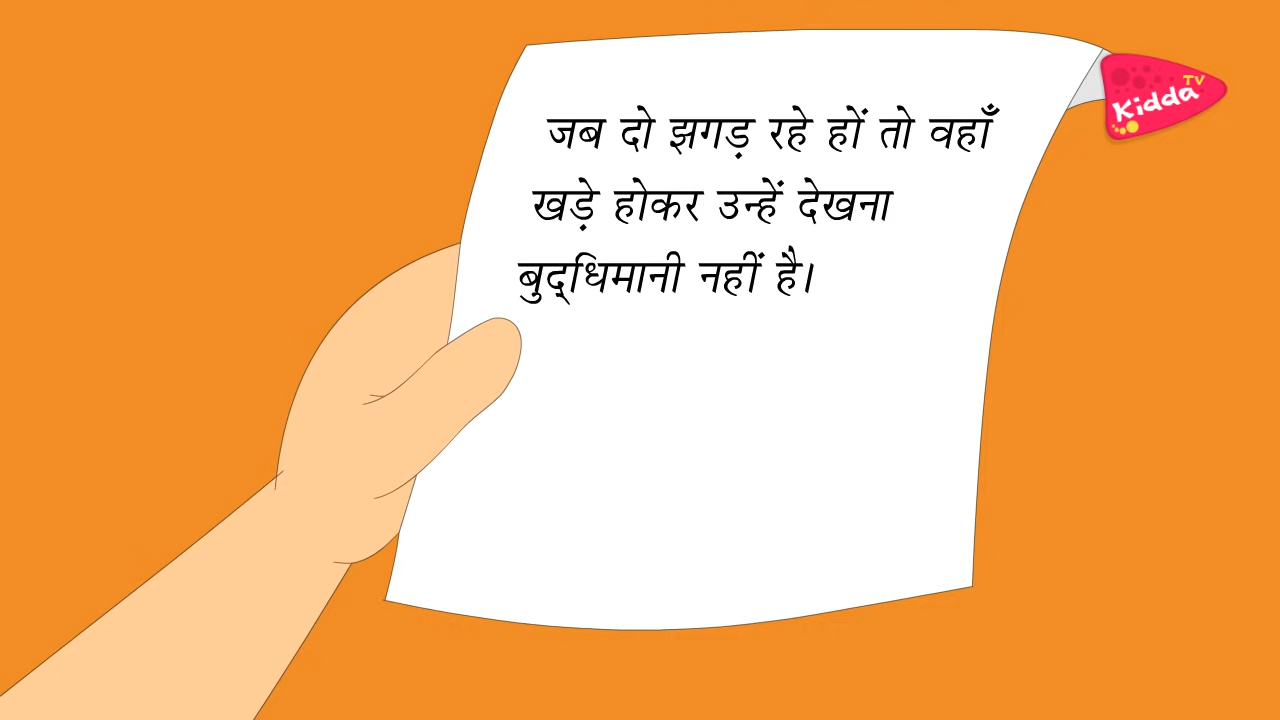 जब दो झगड़ रहे हों तो वहाँ
खड़े होकर उन्हें देखना
बुद्‌धिमानी नहीं है।
Kidda TV